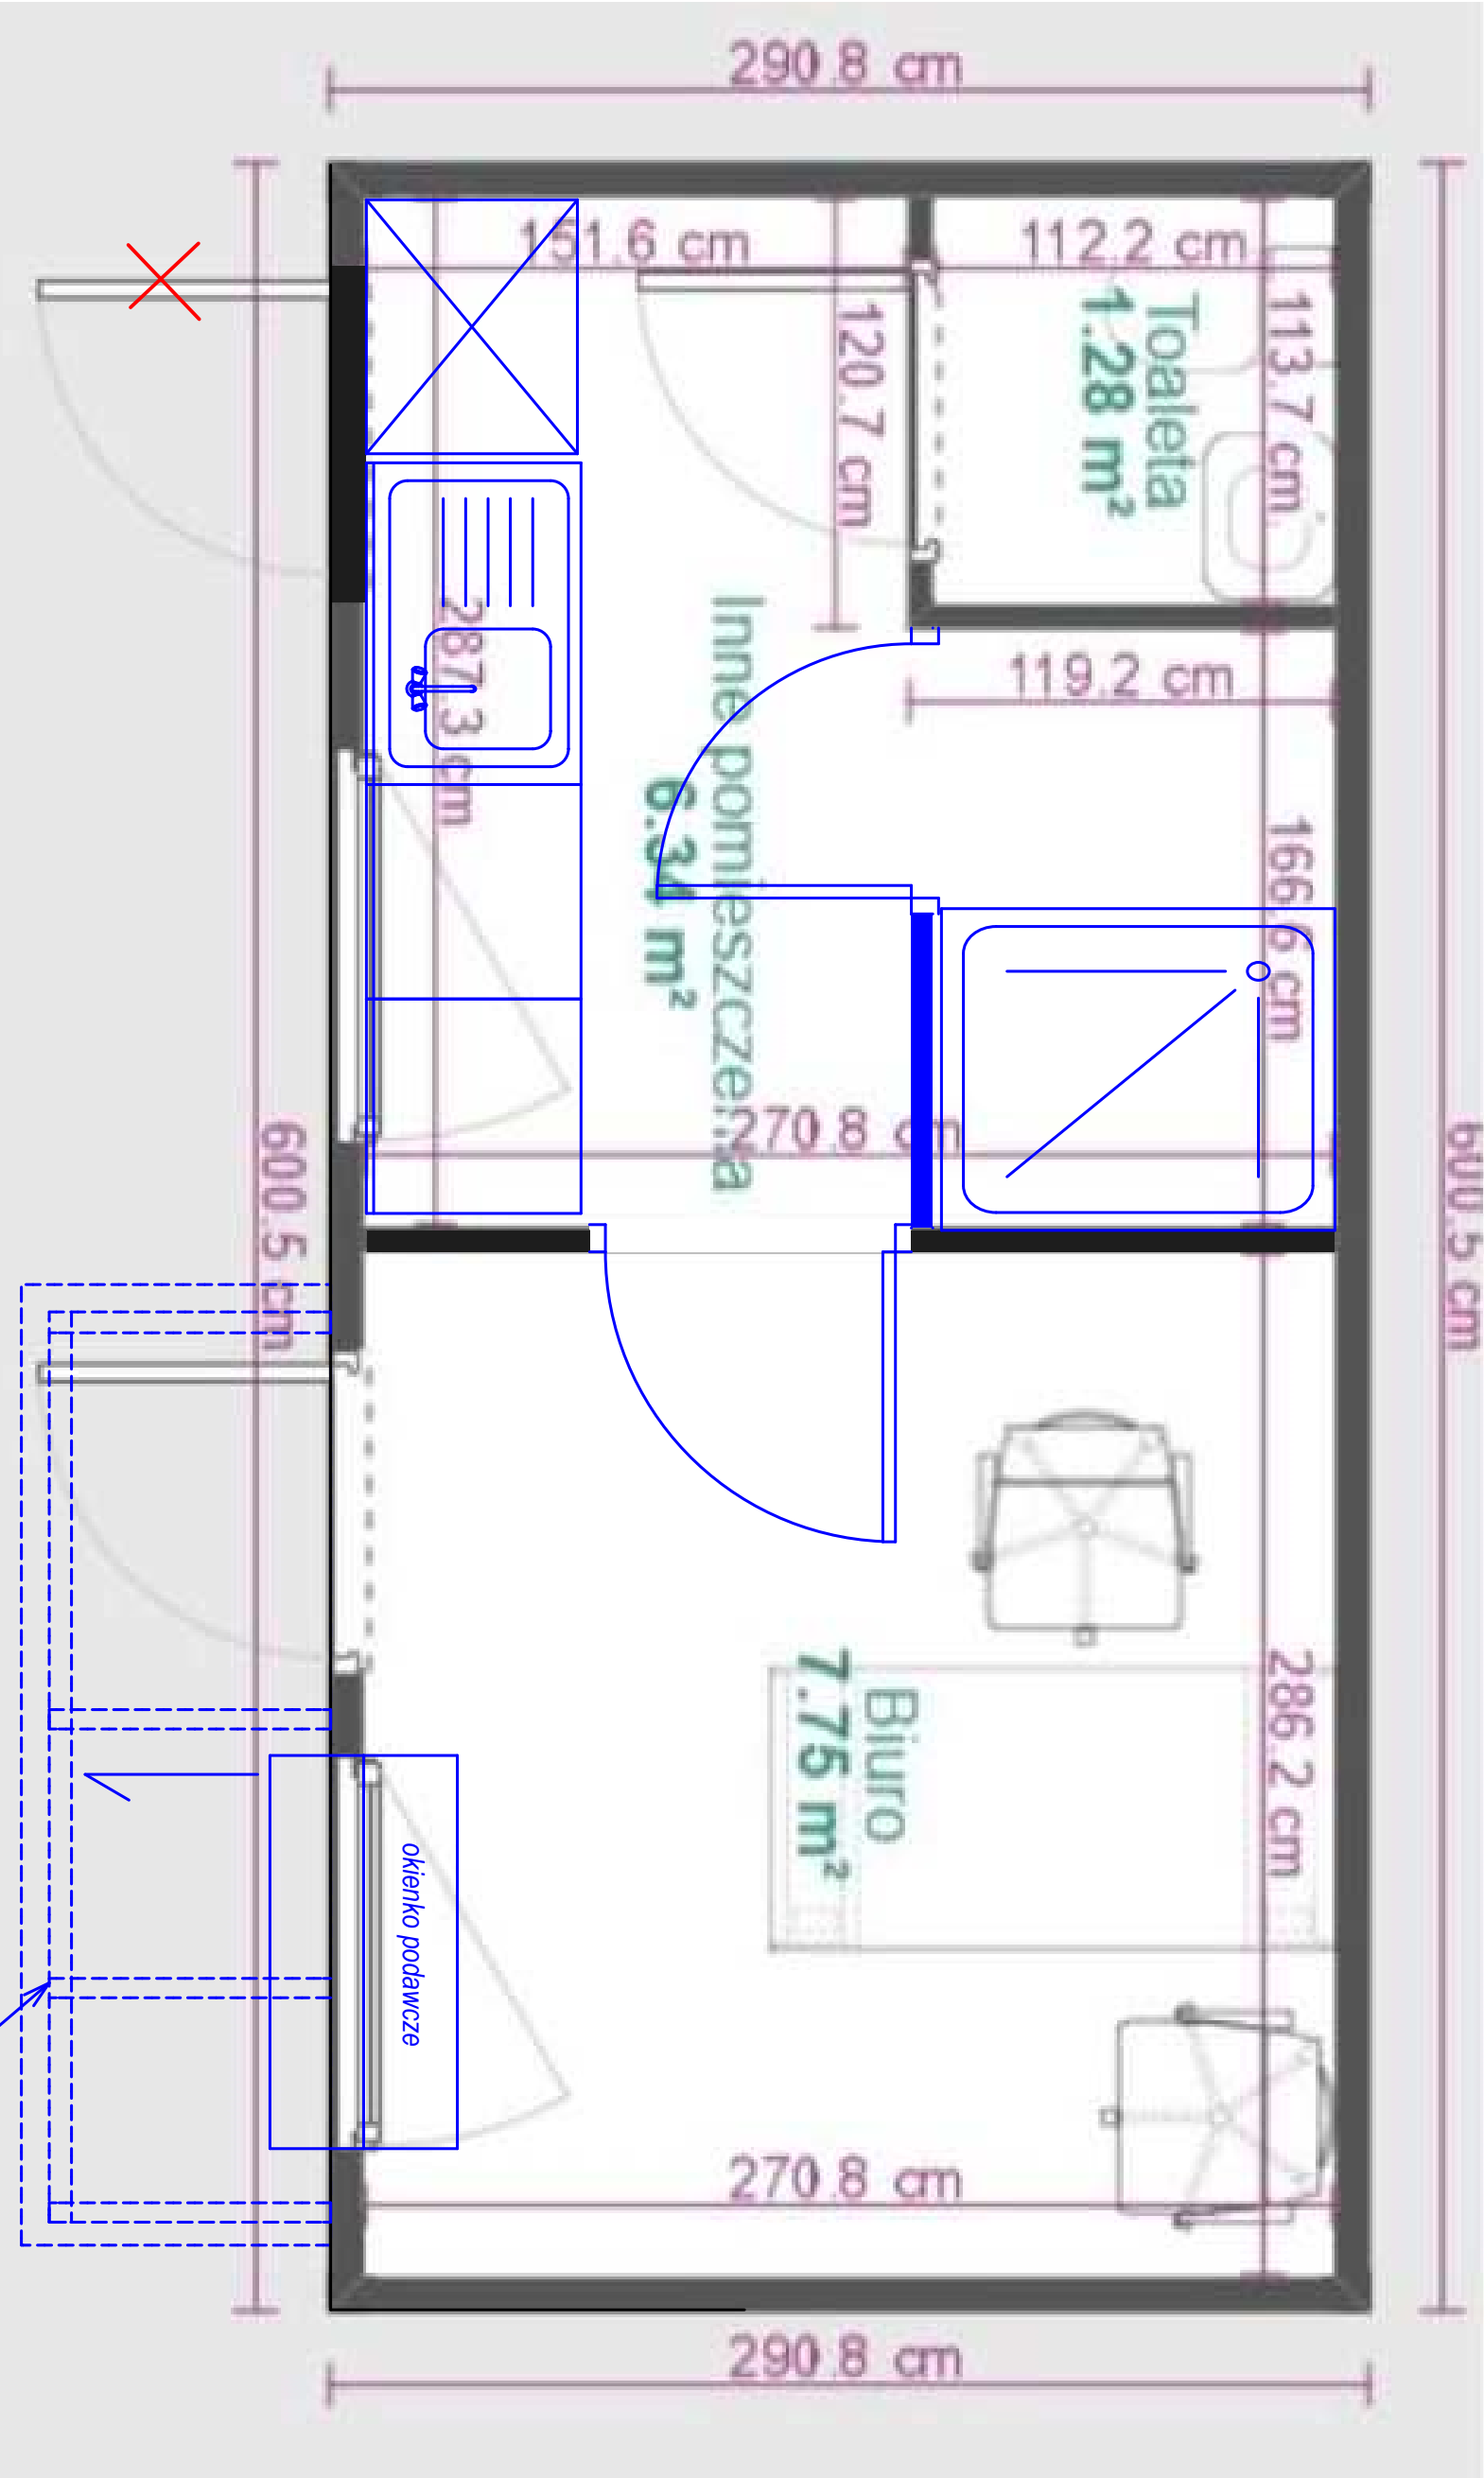 290.8 cm
151.6 cm
112.2 cm
120.7 cm
Toaleta
1.28 m²
113.7 cm
287.3 cm
Inne pomieszczenia
6.34 m²
119.2 cm
166.6 cm
270.8 cm
600.5 cm
600.5 cm
Biuro
7.75 m²
286.2 cm
okienko podawcze
270.8 cm
290.8 cm